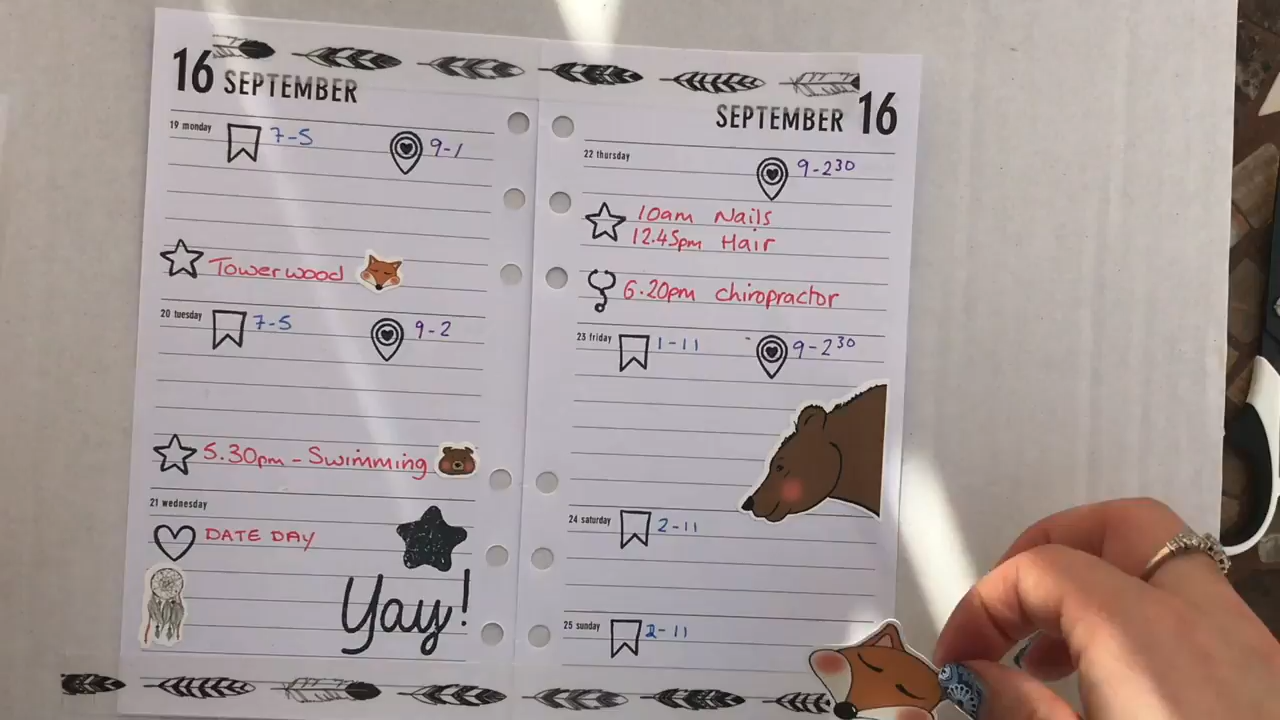 16 SEPTEMBER
19 monday 7-5 9-1
Towerwood
20 tuesday 7-5 9-2
5.30pm - Swimming
21 wednesday
DATE DAY
Yay!
SEPTEMBER 16
22 thursday 9-2³⁰
10am Nails
12.45pm Hair
6.20pm chiropractor
23 friday 1-11 9-2³⁰
24 saturday 2-11
25 sunday 2-11